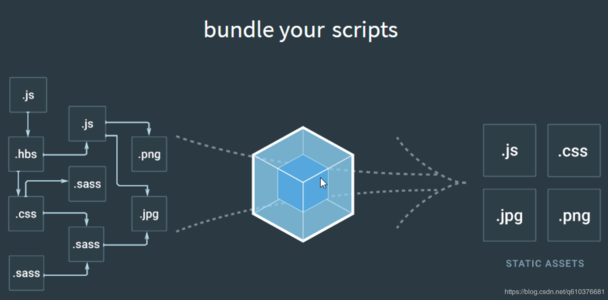 bundle your scripts
.js
.js
.hbs
.png
.sass
.css
.jpg
.sass
.sass
.js
.css
.jpg
.png
STATIC ASSETS
https://blog.csdn.net/q610376681